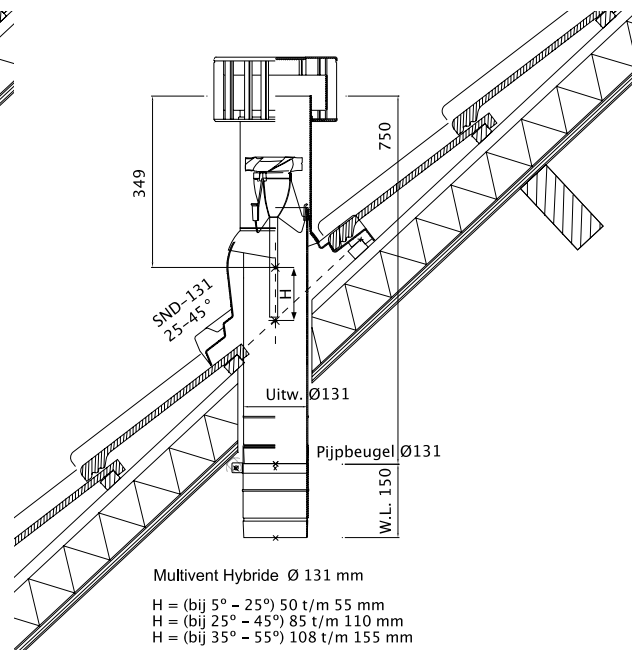 750
349
SND-131
25-45°
H
Uitw. Ø131
Pijpbeugel Ø131
W.L. 150
Multivent Hybride Ø 131 mm
H = (bij 5° - 25°) 50 t/m 55 mm
H = (bij 25° - 45°) 85 t/m 110 mm
H = (bij 35° - 55°) 108 t/m 155 mm